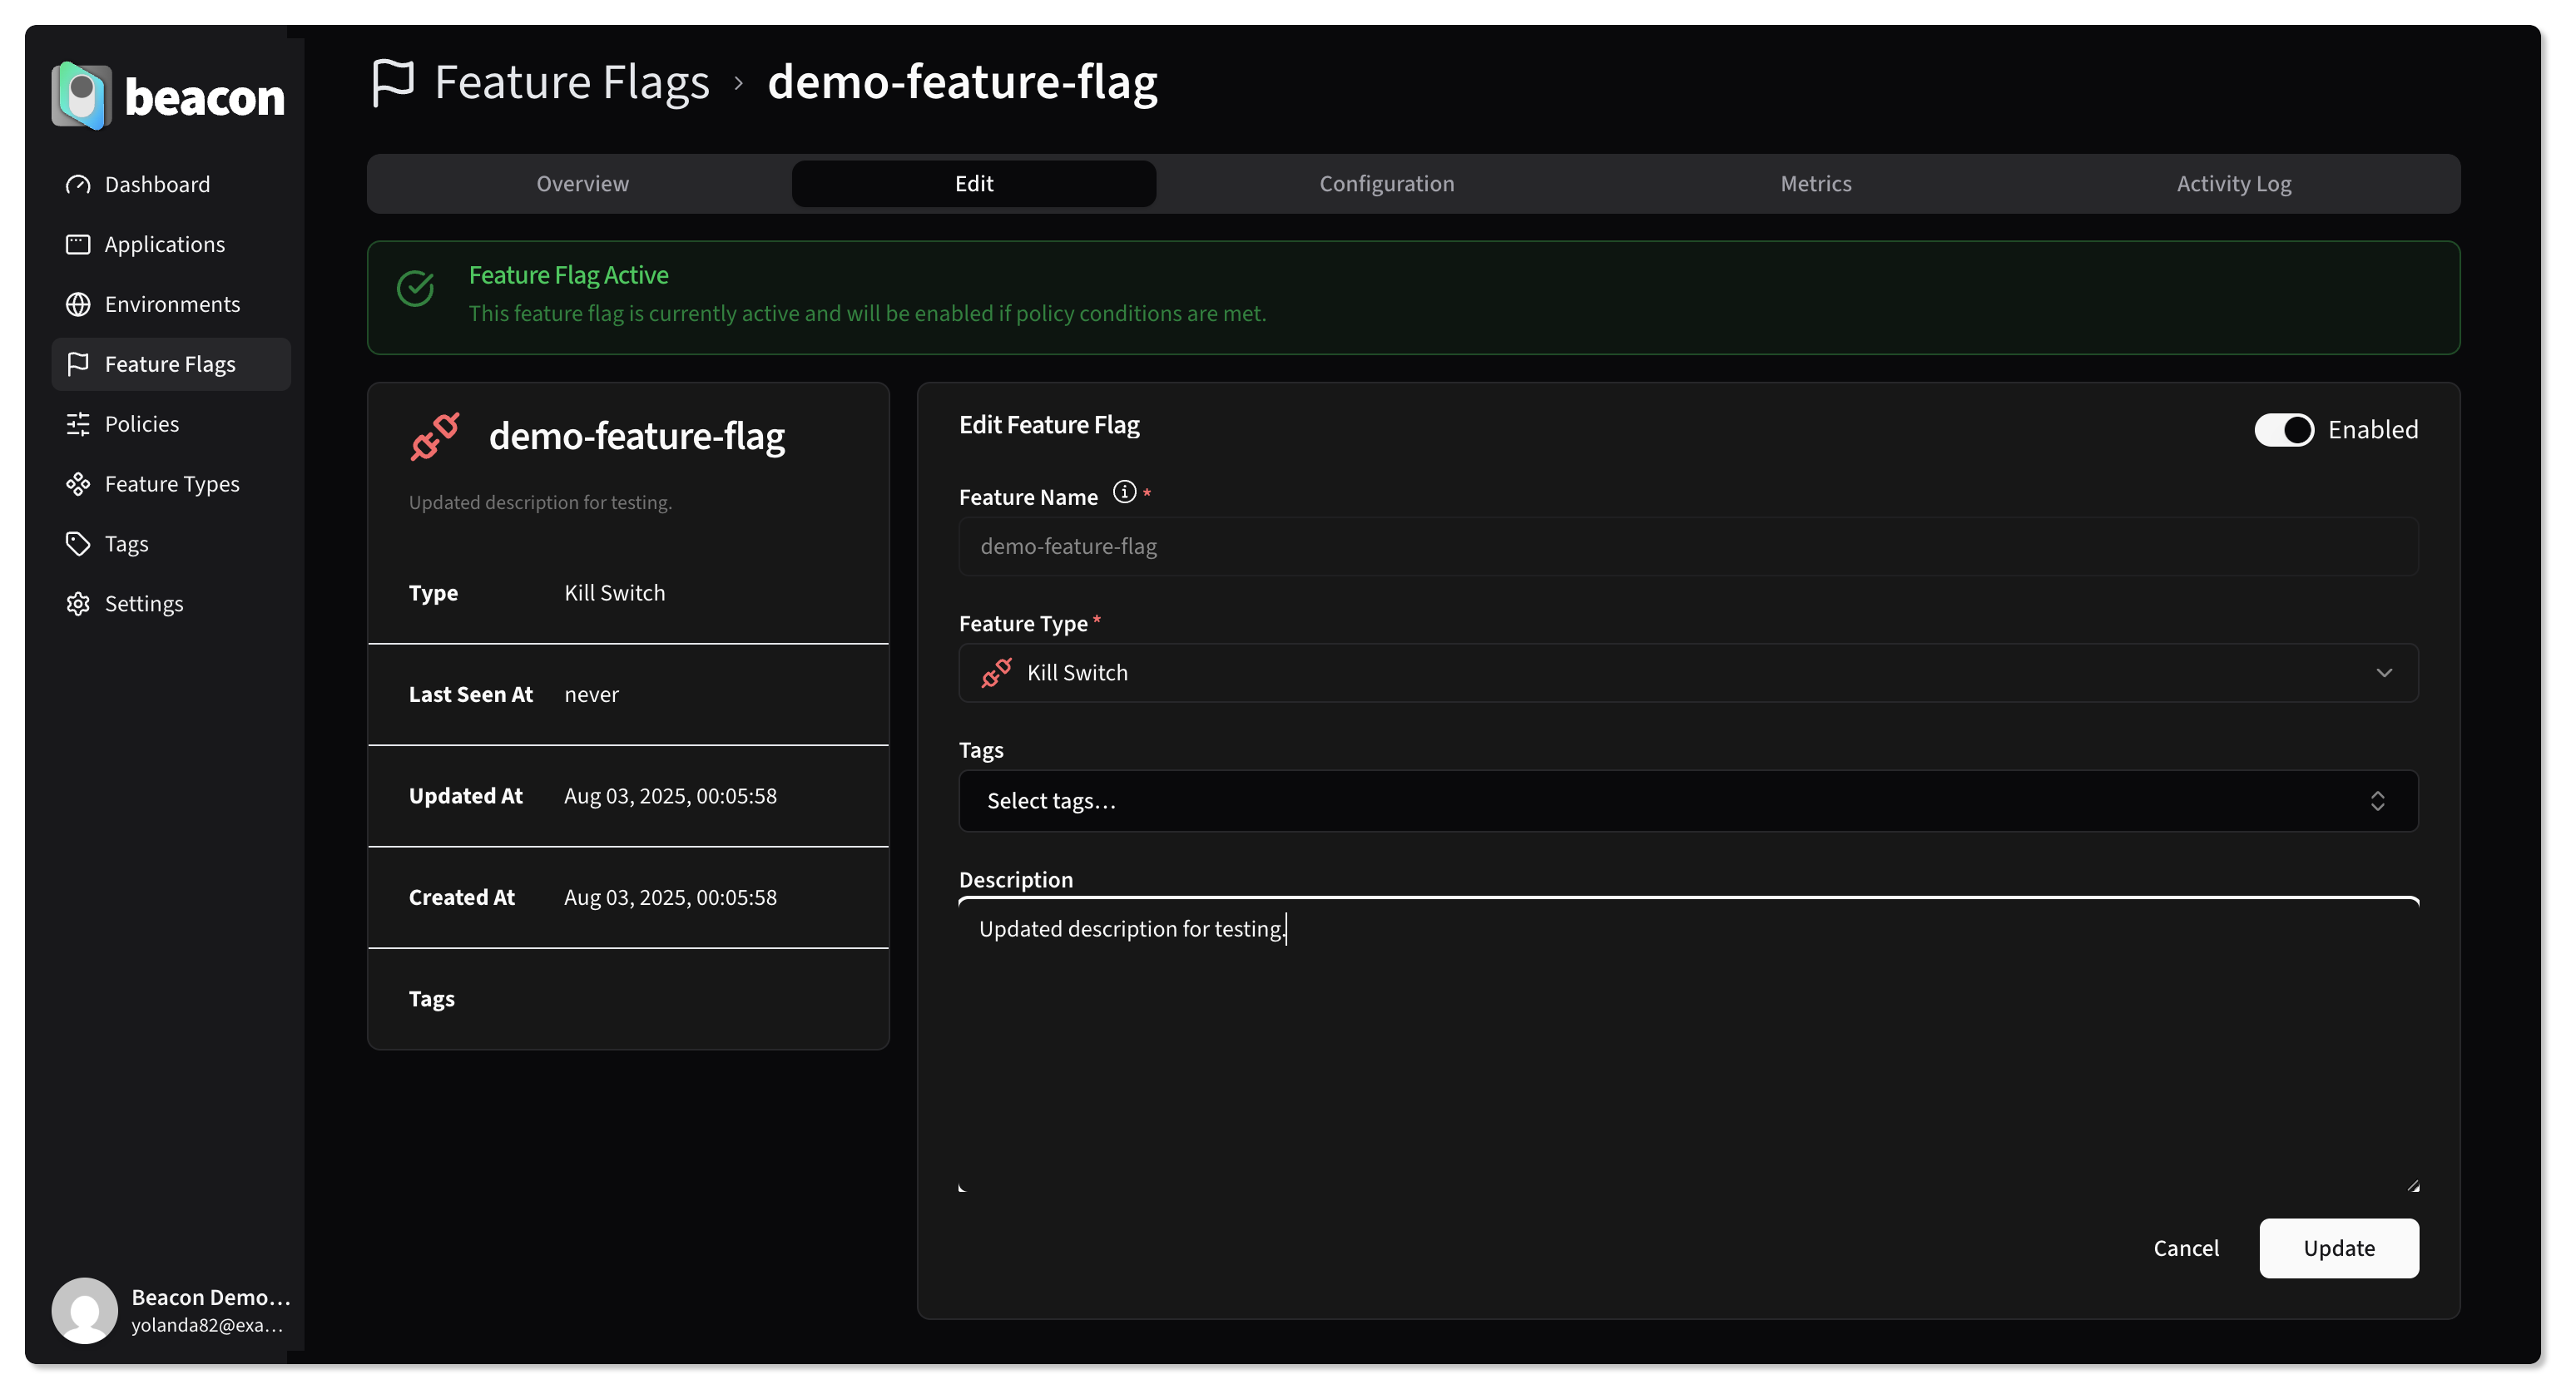 beacon
Dashboard
Applications
Environments
Feature Flags
Policies
Feature Types
Tags
Settings
Beacon Demo...
yolanda82@exa...
Feature Flags › demo-feature-flag
Overview Edit Configuration Metrics Activity Log
Feature Flag Active
This feature flag is currently active and will be enabled if policy conditions are met.
demo-feature-flag
Updated description for testing.
Type Kill Switch
Last Seen At never
Updated At Aug 03, 2025, 00:05:58
Created At Aug 03, 2025, 00:05:58
Tags
Edit Feature Flag
Enabled
Feature Name *
demo-feature-flag
Feature Type *
Kill Switch
Tags
Select tags...
Description
Updated description for testing.
Cancel Update